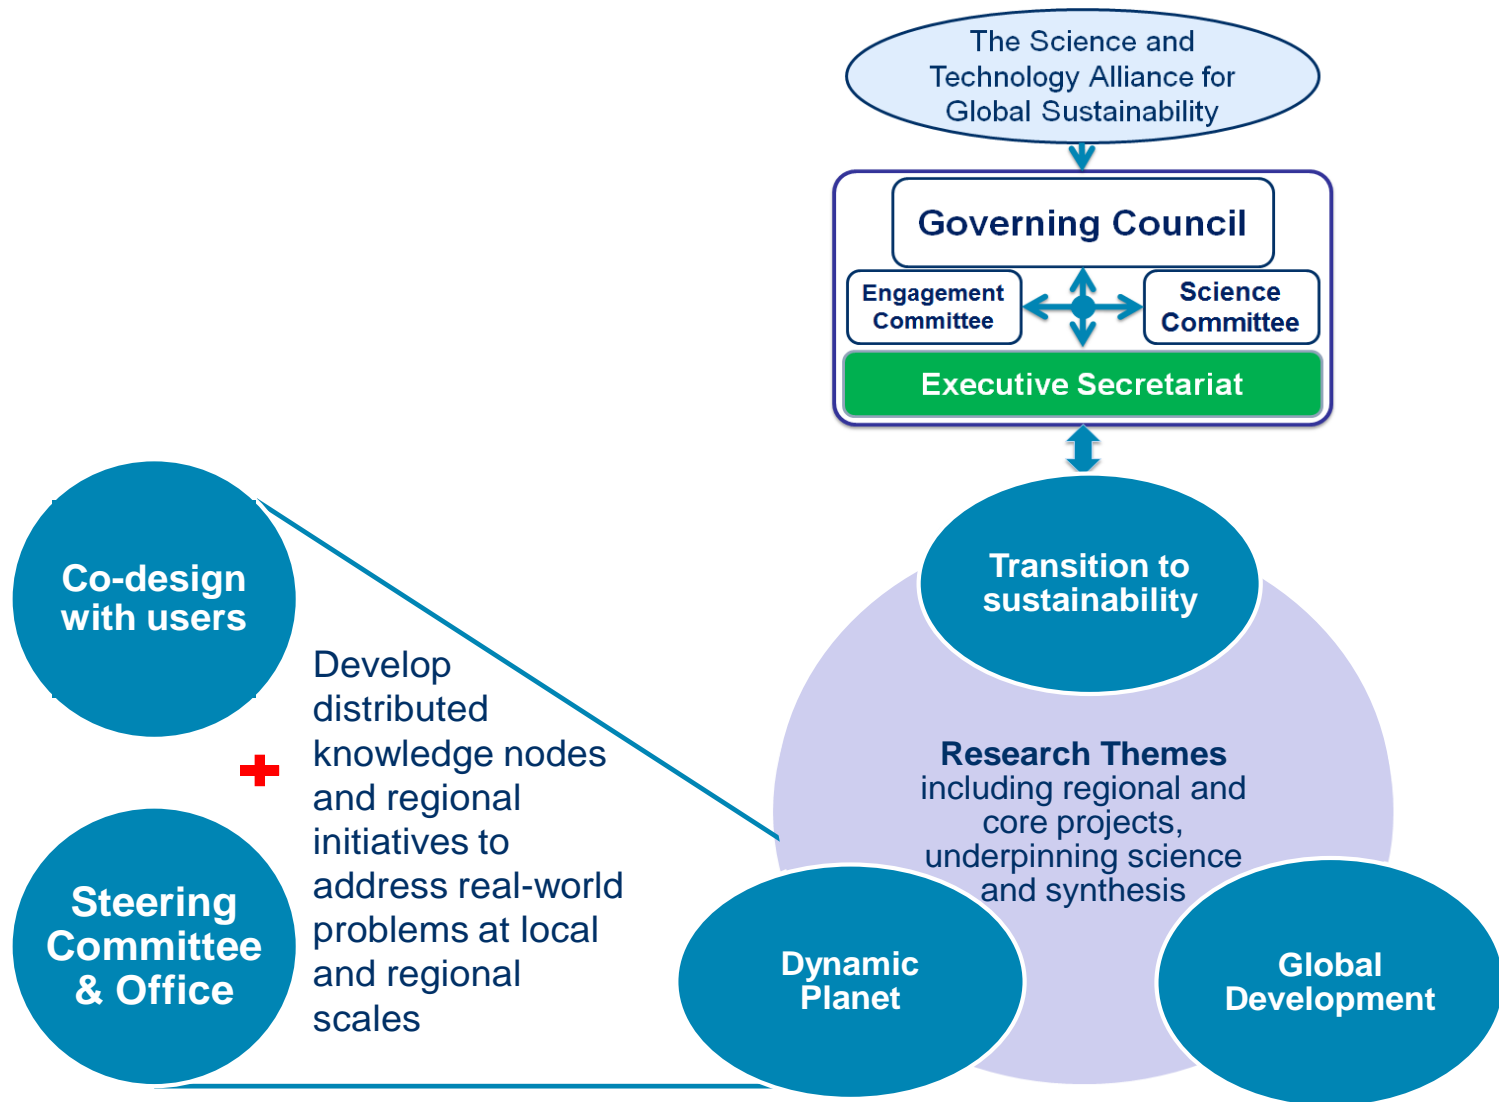 The Science and
Technology Alliance for
Global Sustainability
Governing Council
Engagement
Committee
Science
Committee
Executive Secretariat
Co-design
with users
Steering
Committee
& Office
Develop
distributed
knowledge nodes
and regional
initiatives to
address real-world
problems at local
and regional
scales
Transition to
sustainability
Research Themes
including regional and
core projects,
underpinning science
and synthesis
Dynamic
Planet
Global
Development